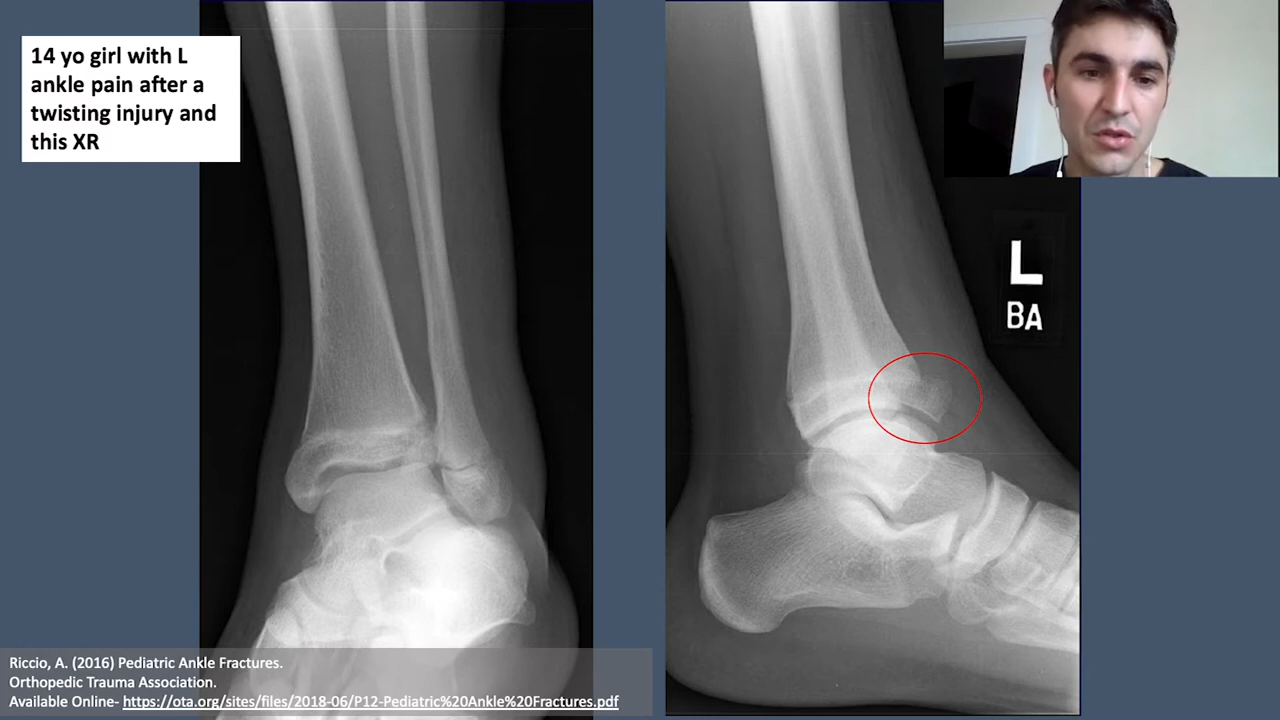 14 yo girl with L
ankle pain after a
twisting injury and
this XR
L
BA
Riccio, A. (2016) Pediatric Ankle Fractures.
Orthopedic Trauma Association.
Available Online- https://ota.org/sites/files/2018-06/P12-Pediatric%20Ankle%20Fractures.pdf